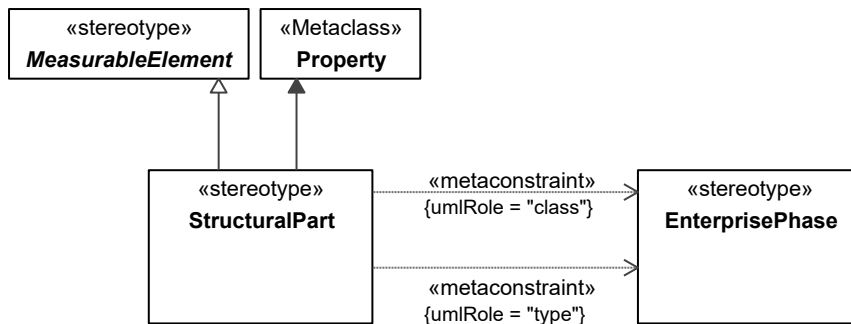 «stereotype»
MeasurableElement
«Metaclass»
Property
«stereotype»
StructuralPart
«metaconstraint»
{umlRole = "class"}
«metaconstraint»
{umlRole = "type"}
«stereotype»
EnterprisePhase